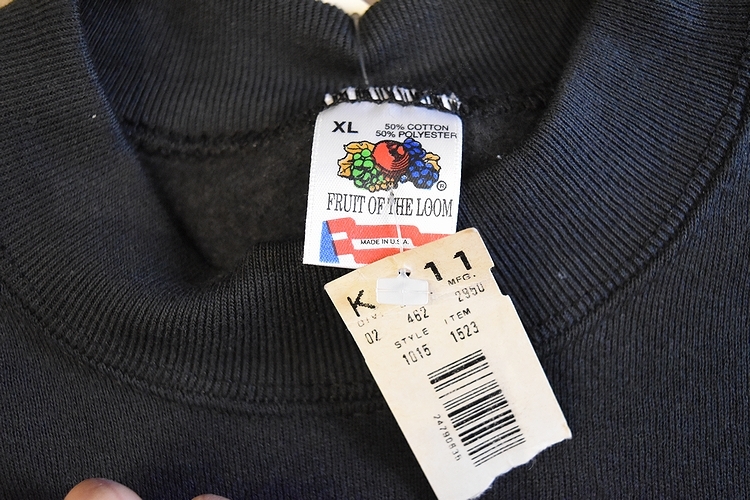 XL
50% COTTON
50% POLYESTER
®
FRUIT OF THE LOOM
MADE IN U.S.A.
K 11
MFG.
02 462 2950
STYLE ITEM
1015 1523